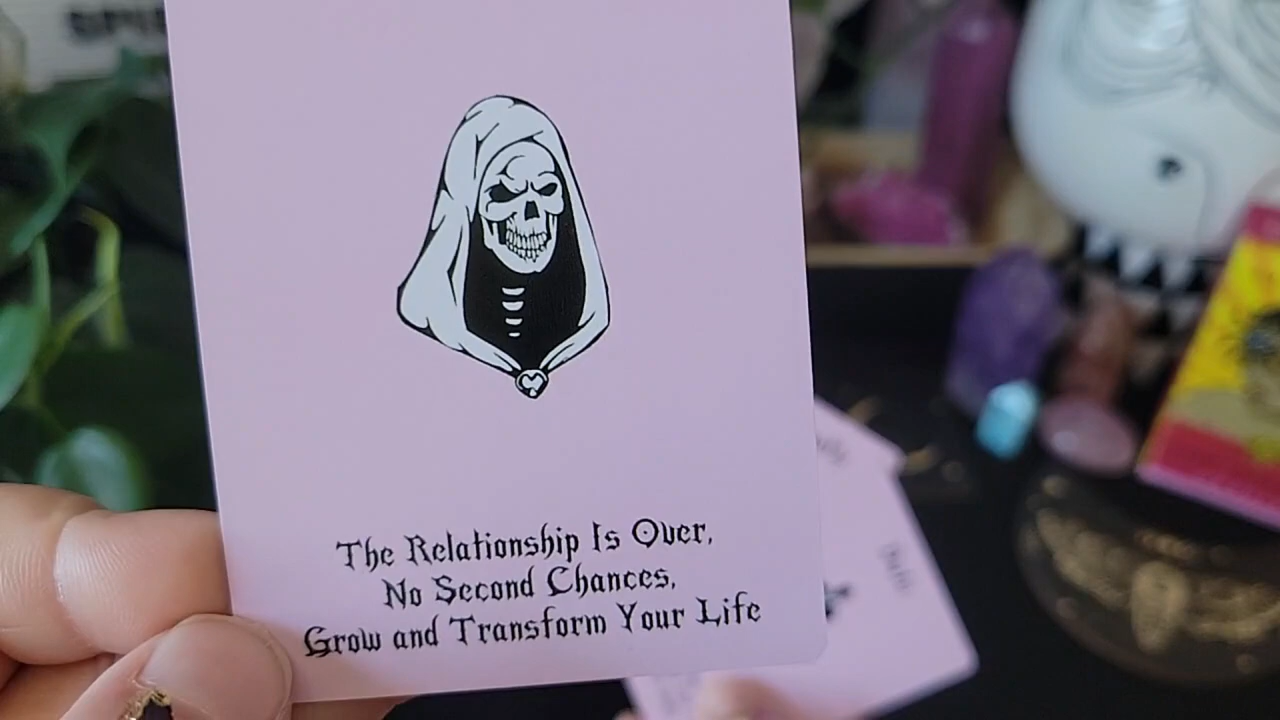 The Relationship Is Over,
No Second Chances,
Grow and Transform Your Life